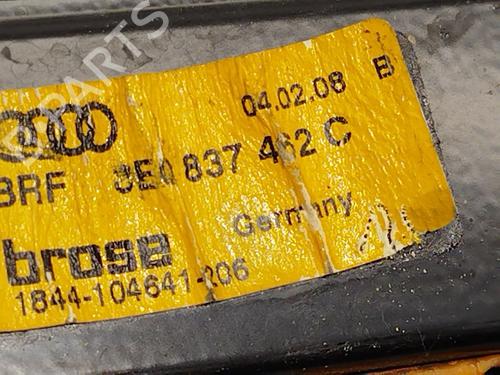 04.02.08 B
BRF 8E0 837 462 C
brose Germany
1844-104641-206